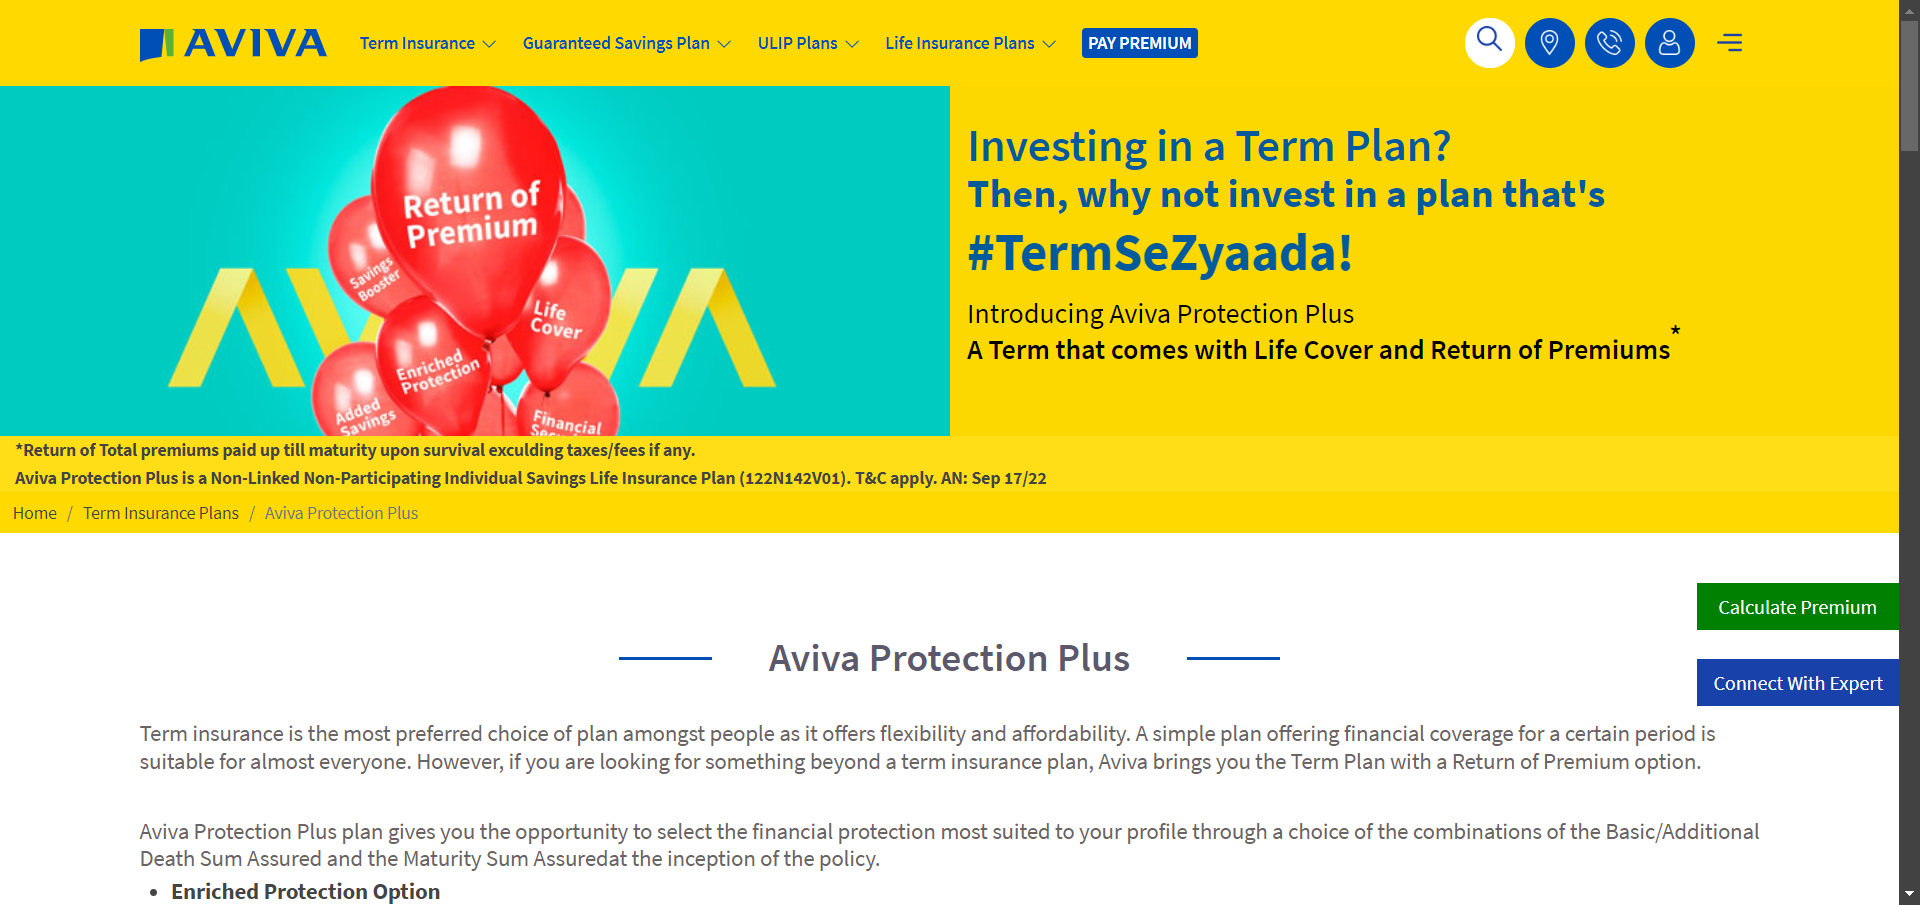 AVIVA
Term Insurance
Guaranteed Savings Plan
ULIP Plans
Life Insurance Plans
PAY PREMIUM
Return of
Premium
Savings
Booster
Life
Cover
Enriched
Protection
Added
Savings
Financial
AVIVA
Investing in a Term Plan?
Then, why not invest in a plan that's
#TermSeZyaada!
Introducing Aviva Protection Plus
A Term that comes with Life Cover and Return of Premiums*
*Return of Total premiums paid up till maturity upon survival exculding taxes/fees if any.
Aviva Protection Plus is a Non-Linked Non-Participating Individual Savings Life Insurance Plan (122N142V01). T&C apply. AN: Sep 17/22
Home / Term Insurance Plans / Aviva Protection Plus
Calculate Premium
Connect With Expert
Aviva Protection Plus
Term insurance is the most preferred choice of plan amongst people as it offers flexibility and affordability. A simple plan offering financial coverage for a certain period is
suitable for almost everyone. However, if you are looking for something beyond a term insurance plan, Aviva brings you the Term Plan with a Return of Premium option.
Aviva Protection Plus plan gives you the opportunity to select the financial protection most suited to your profile through a choice of the combinations of the Basic/Additional
Death Sum Assured and the Maturity Sum Assuredat the inception of the policy.
• Enriched Protection Option